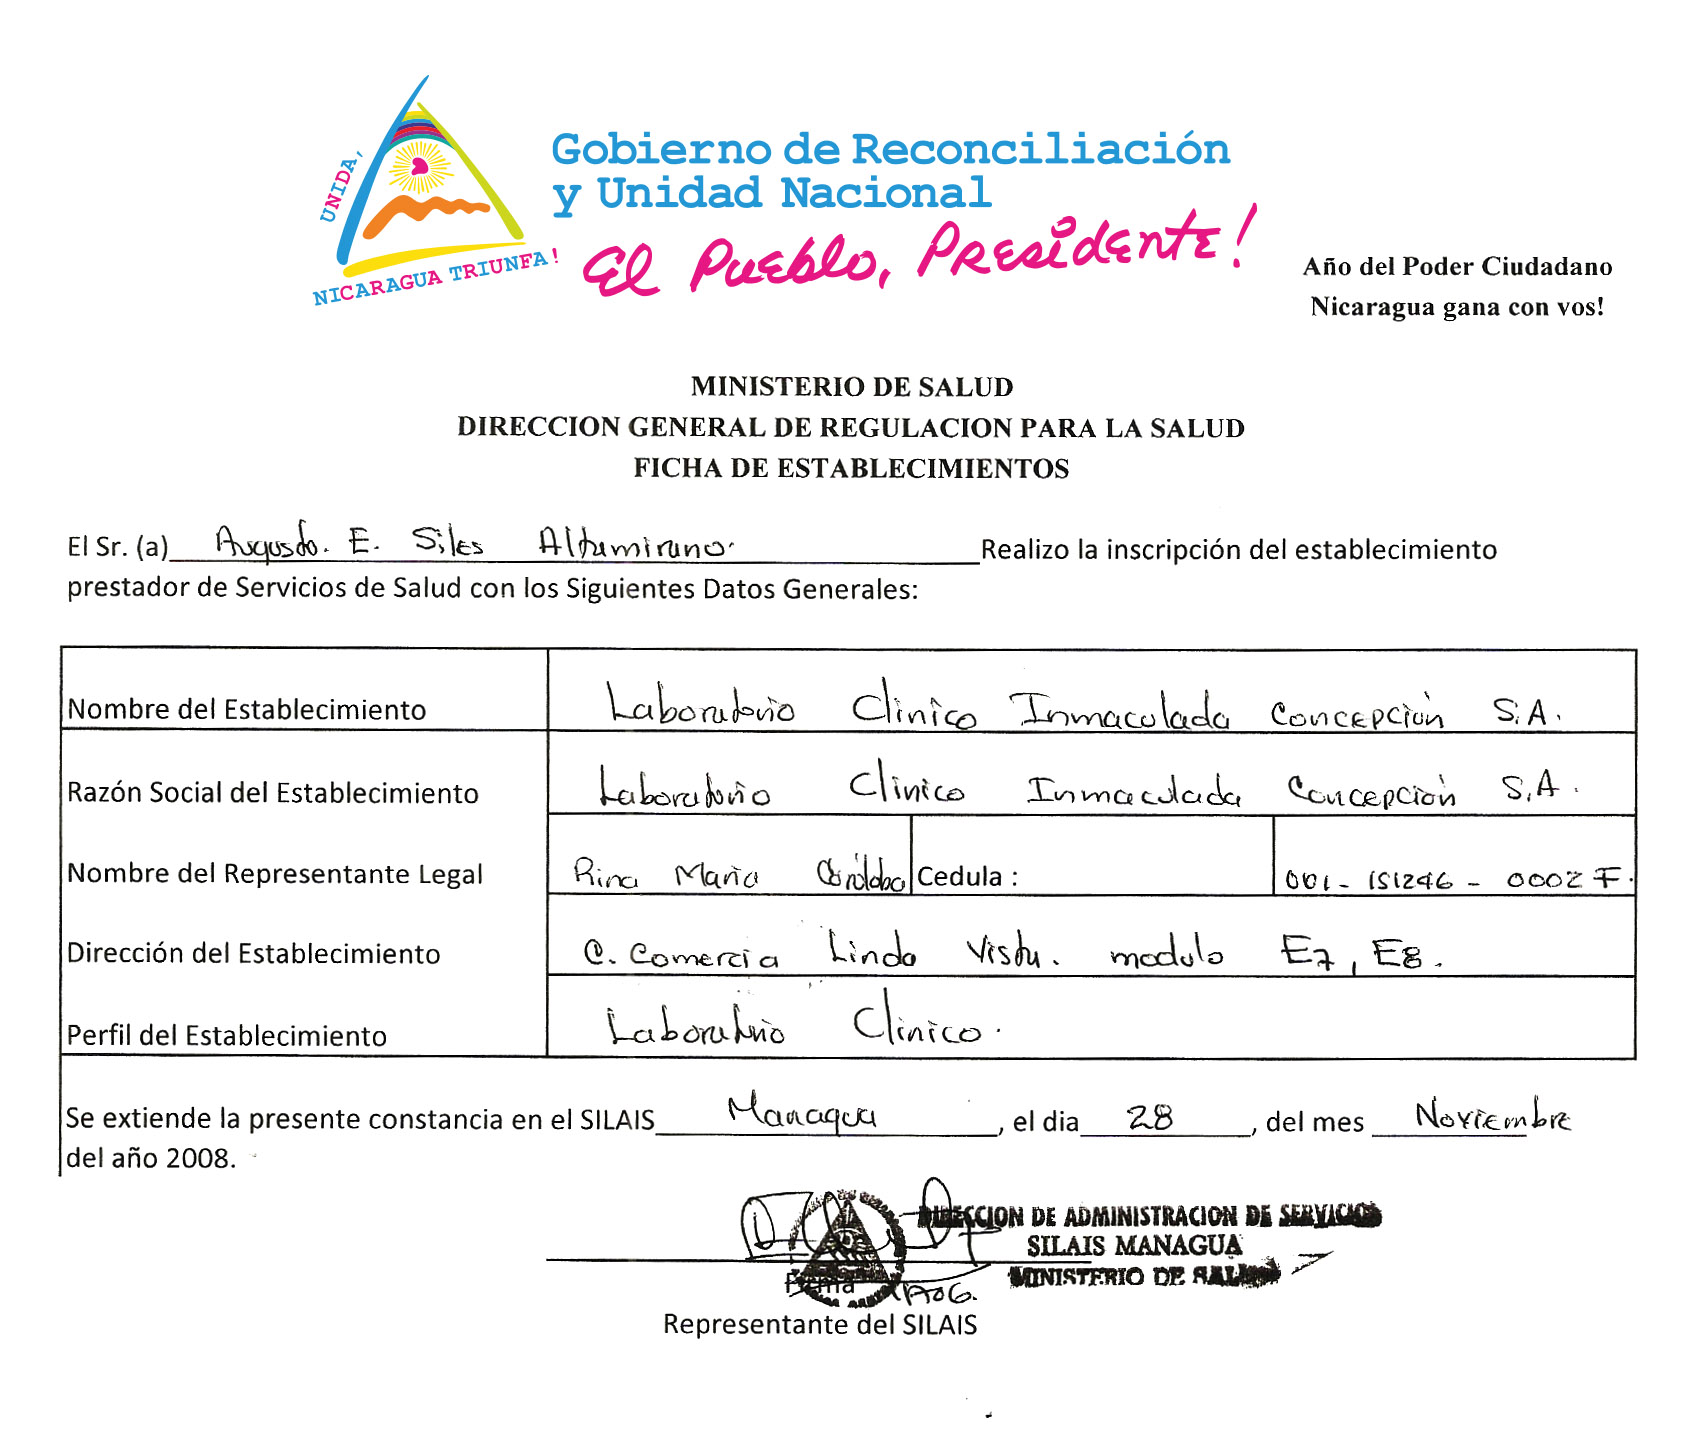 UNIDA,
NICARAGUA TRIUNFA!
Gobierno de Reconciliación
y Unidad Nacional
El Pueblo, Presidente!
Año del Poder Ciudadano
Nicaragua gana con vos!
MINISTERIO DE SALUD
DIRECCION GENERAL DE REGULACION PARA LA SALUD
FICHA DE ESTABLECIMIENTOS
El Sr. (a) Augusto. E. Siles Altamirano. Realizo la inscripción del establecimiento
prestador de Servicios de Salud con los Siguientes Datos Generales:
Nombre del Establecimiento Laboratorio Clinico Inmaculada Concepción S.A.
Razón Social del Establecimiento Laboratorio Clinico Inmaculada Concepción S.A.
Nombre del Representante Legal Rina María Córdoba Cedula : 001-151246-0002F.
Dirección del Establecimiento C. Comercia Linda Vista. modulo E7, E8.
Perfil del Establecimiento Laboratorio Clinico.
Se extiende la presente constancia en el SILAIS Managua, el dia 28, del mes Noviembre
del año 2008.
DIRECCION DE ADMINISTRACION DE SERVICIOS
SILAIS MANAGUA
MINISTERIO DE SALUD
Firma
Representante del SILAIS